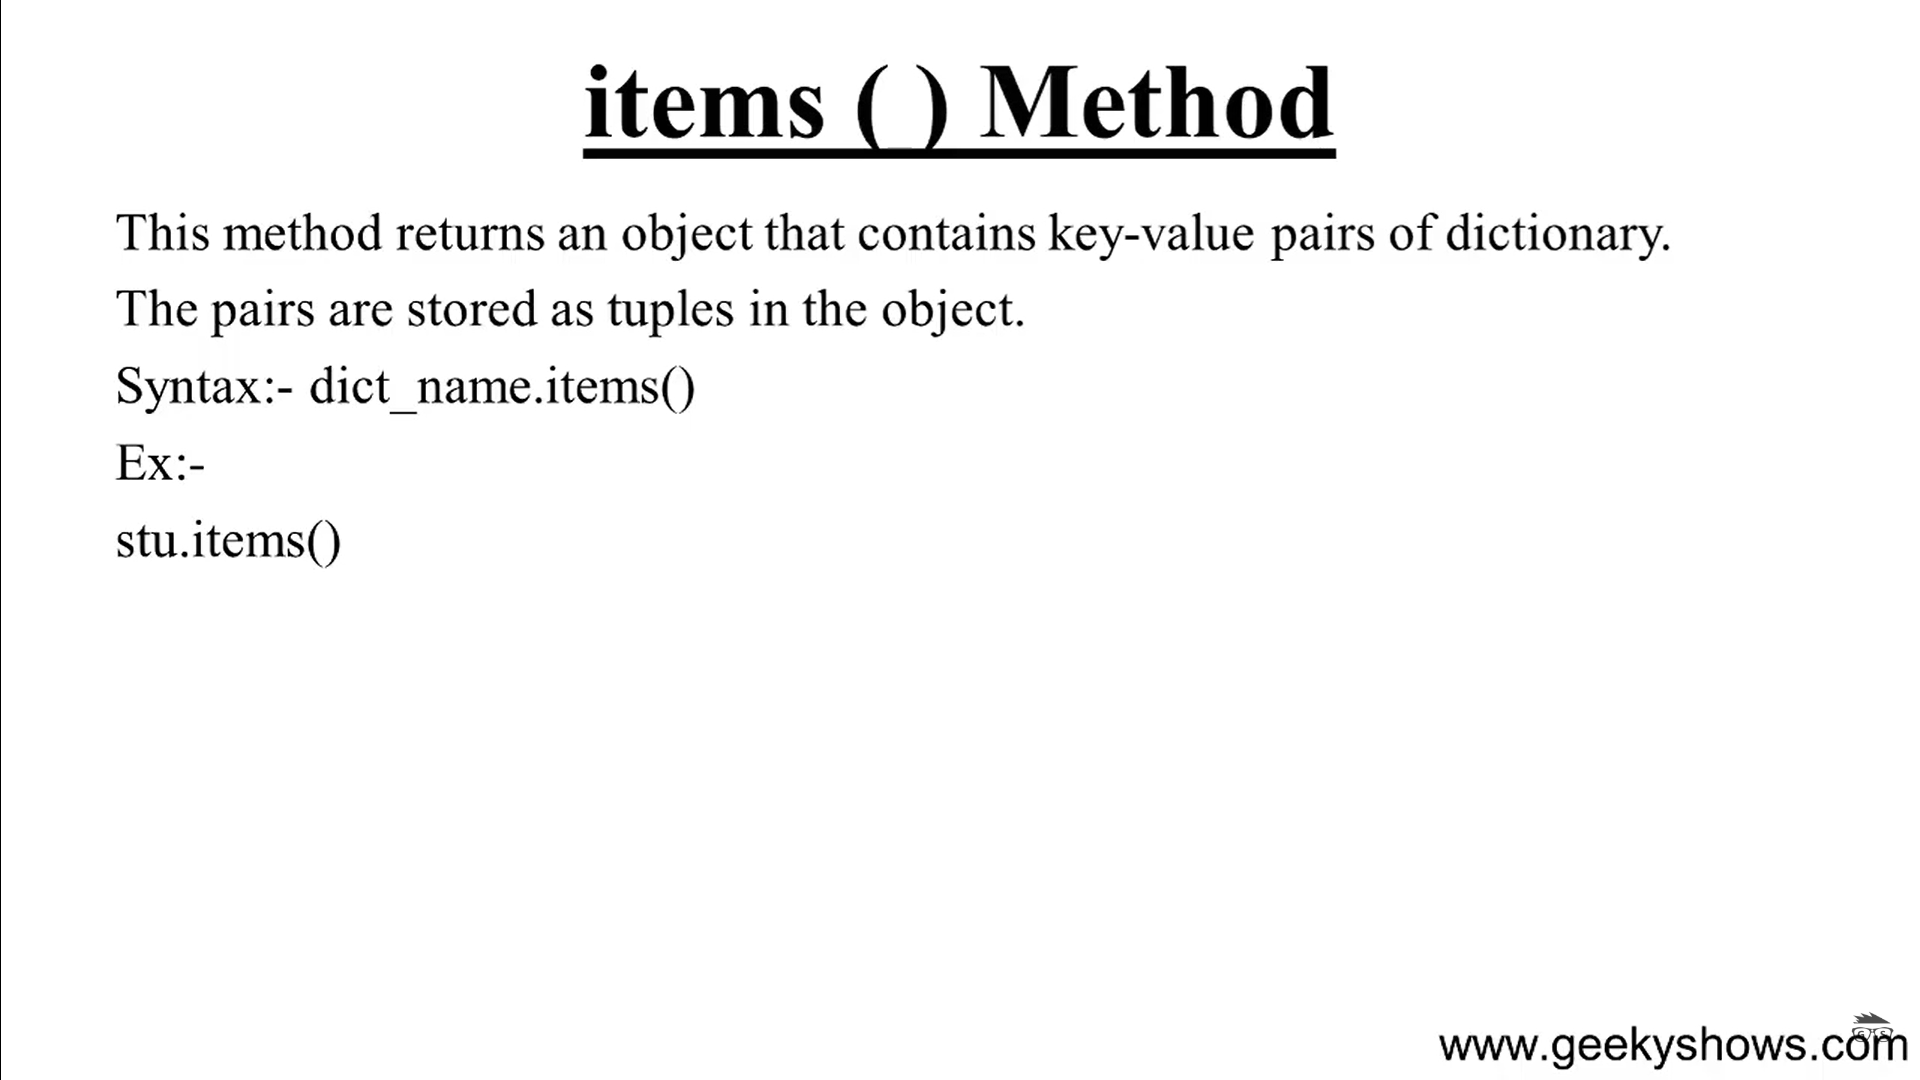 items ( ) Method
This method returns an object that contains key-value pairs of dictionary.
The pairs are stored as tuples in the object.
Syntax:- dict_name.items()
Ex:-
stu.items()
www.geekyshows.com